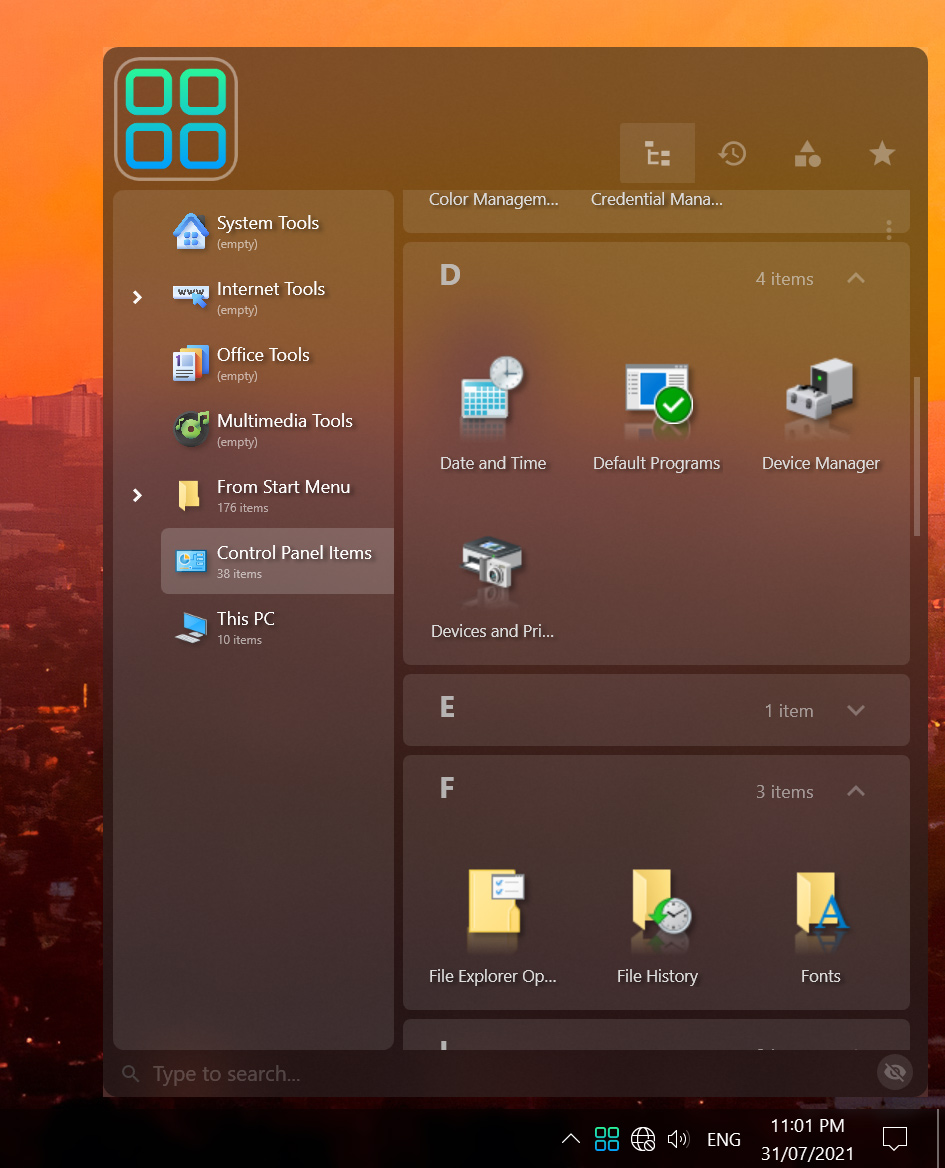 System Tools
(empty)
Internet Tools
(empty)
Office Tools
(empty)
Multimedia Tools
(empty)
From Start Menu
176 items
Control Panel Items
38 items
This PC
10 items
Color Managem...
Credential Mana...
D
4 items
Date and Time
Default Programs
Device Manager
Devices and Pri...
E
1 item
F
3 items
File Explorer Op...
File History
Fonts
Type to search...
ENG
11:01 PM
31/07/2021